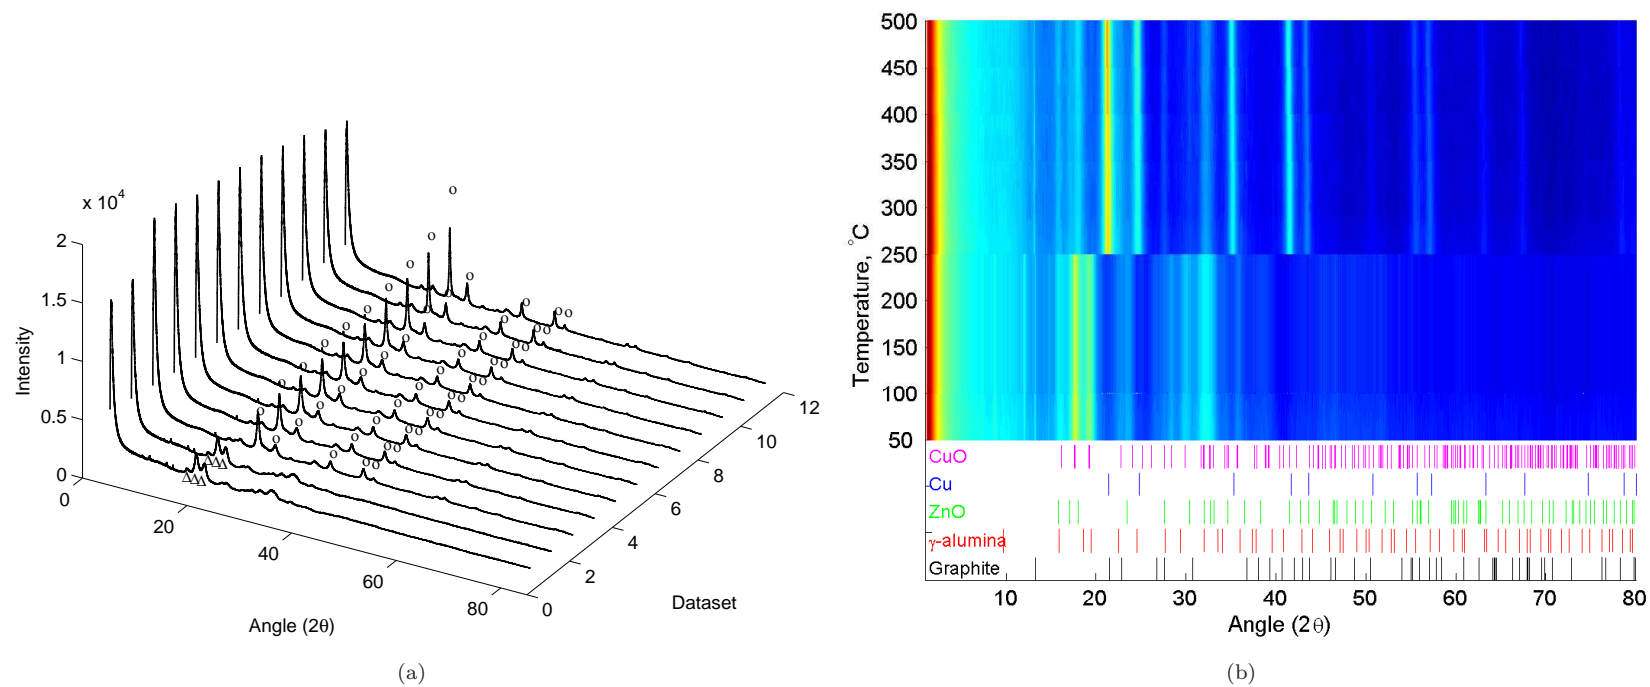 x 10^4
2
1.5
1
0.5
0
Intensity
0
20
40
60
80
Angle (2θ)
0
2
4
6
8
10
12
Dataset
(a)
500
450
400
350
300
250
200
150
100
50
Temperature, °C
CuO
Cu
ZnO
γ-alumina
Graphite
10 20 30 40 50 60 70 80
Angle (2θ)
(b)